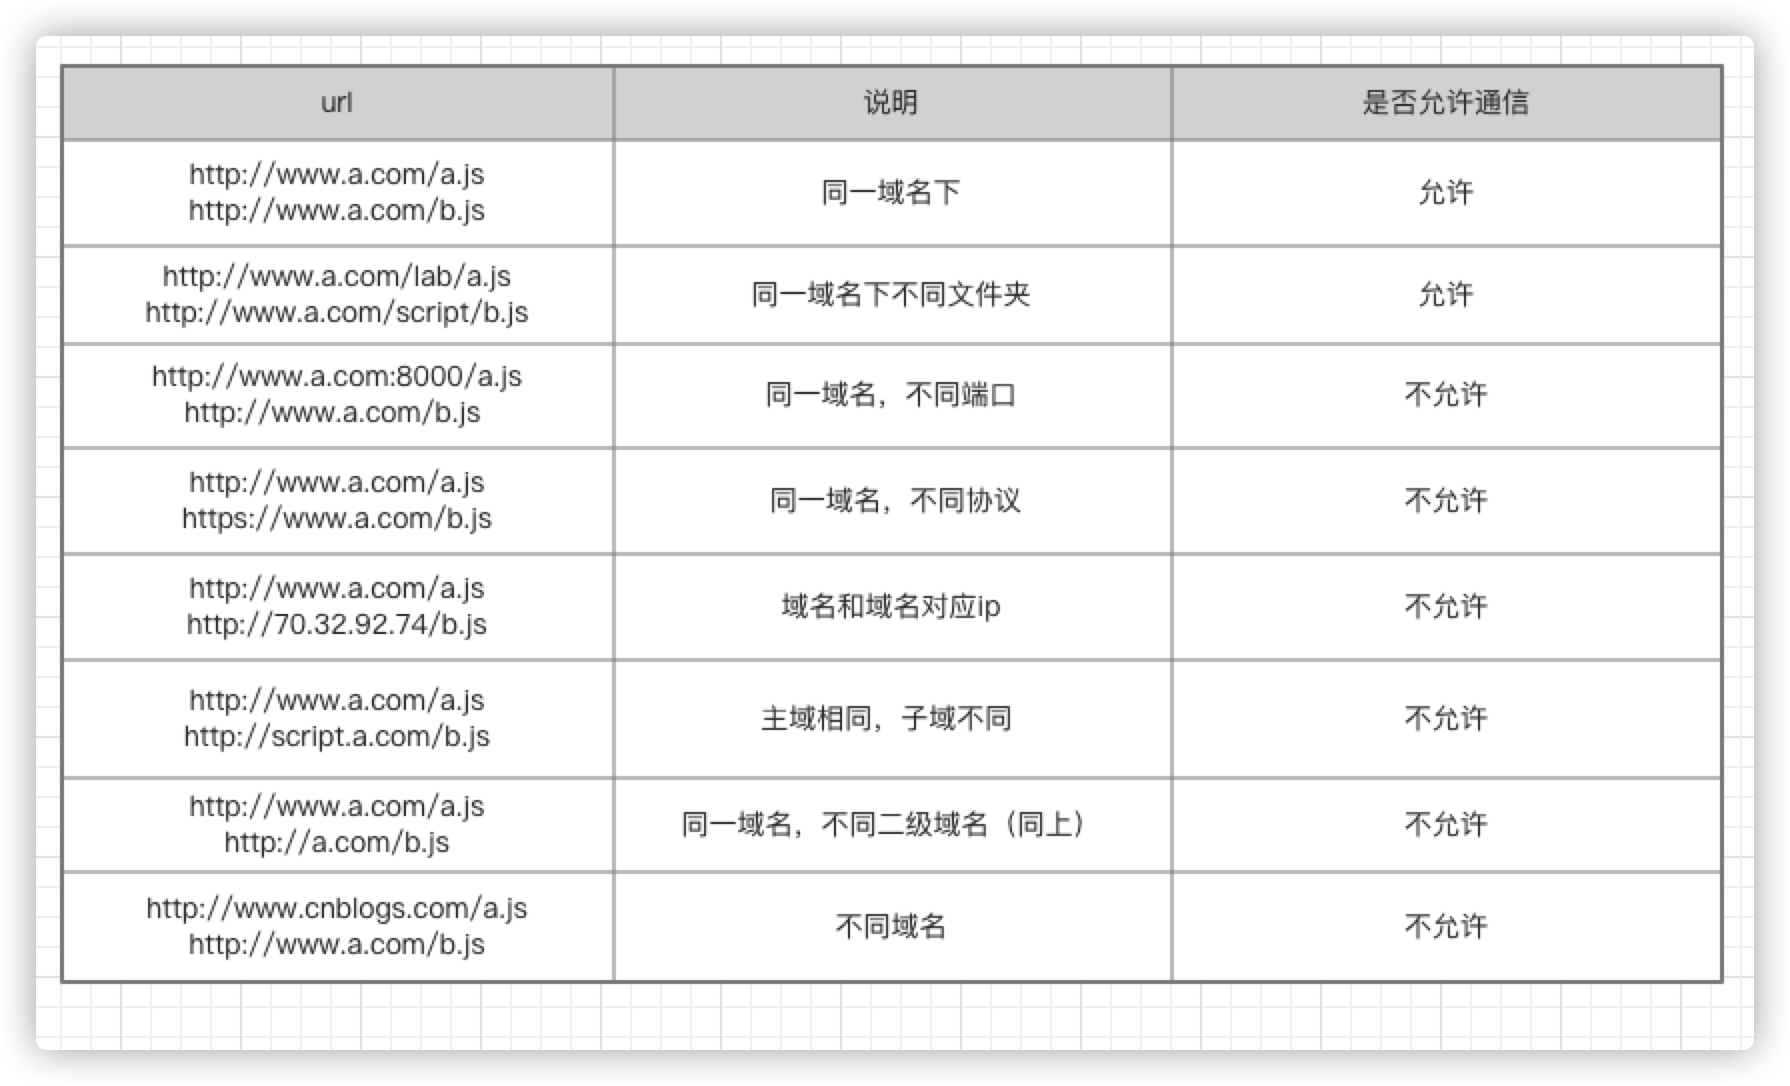 url
说明
是否允许通信
http://www.a.com/a.js
http://www.a.com/b.js
同一域名下
允许
http://www.a.com/lab/a.js
http://www.a.com/script/b.js
同一域名下不同文件夹
允许
http://www.a.com:8000/a.js
http://www.a.com/b.js
同一域名，不同端口
不允许
http://www.a.com/a.js
https://www.a.com/b.js
同一域名，不同协议
不允许
http://www.a.com/a.js
http://70.32.92.74/b.js
域名和域名对应ip
不允许
http://www.a.com/a.js
http://script.a.com/b.js
主域相同，子域不同
不允许
http://www.a.com/a.js
http://a.com/b.js
同一域名，不同二级域名（同上）
不允许
http://www.cnblogs.com/a.js
http://www.a.com/b.js
不同域名
不允许